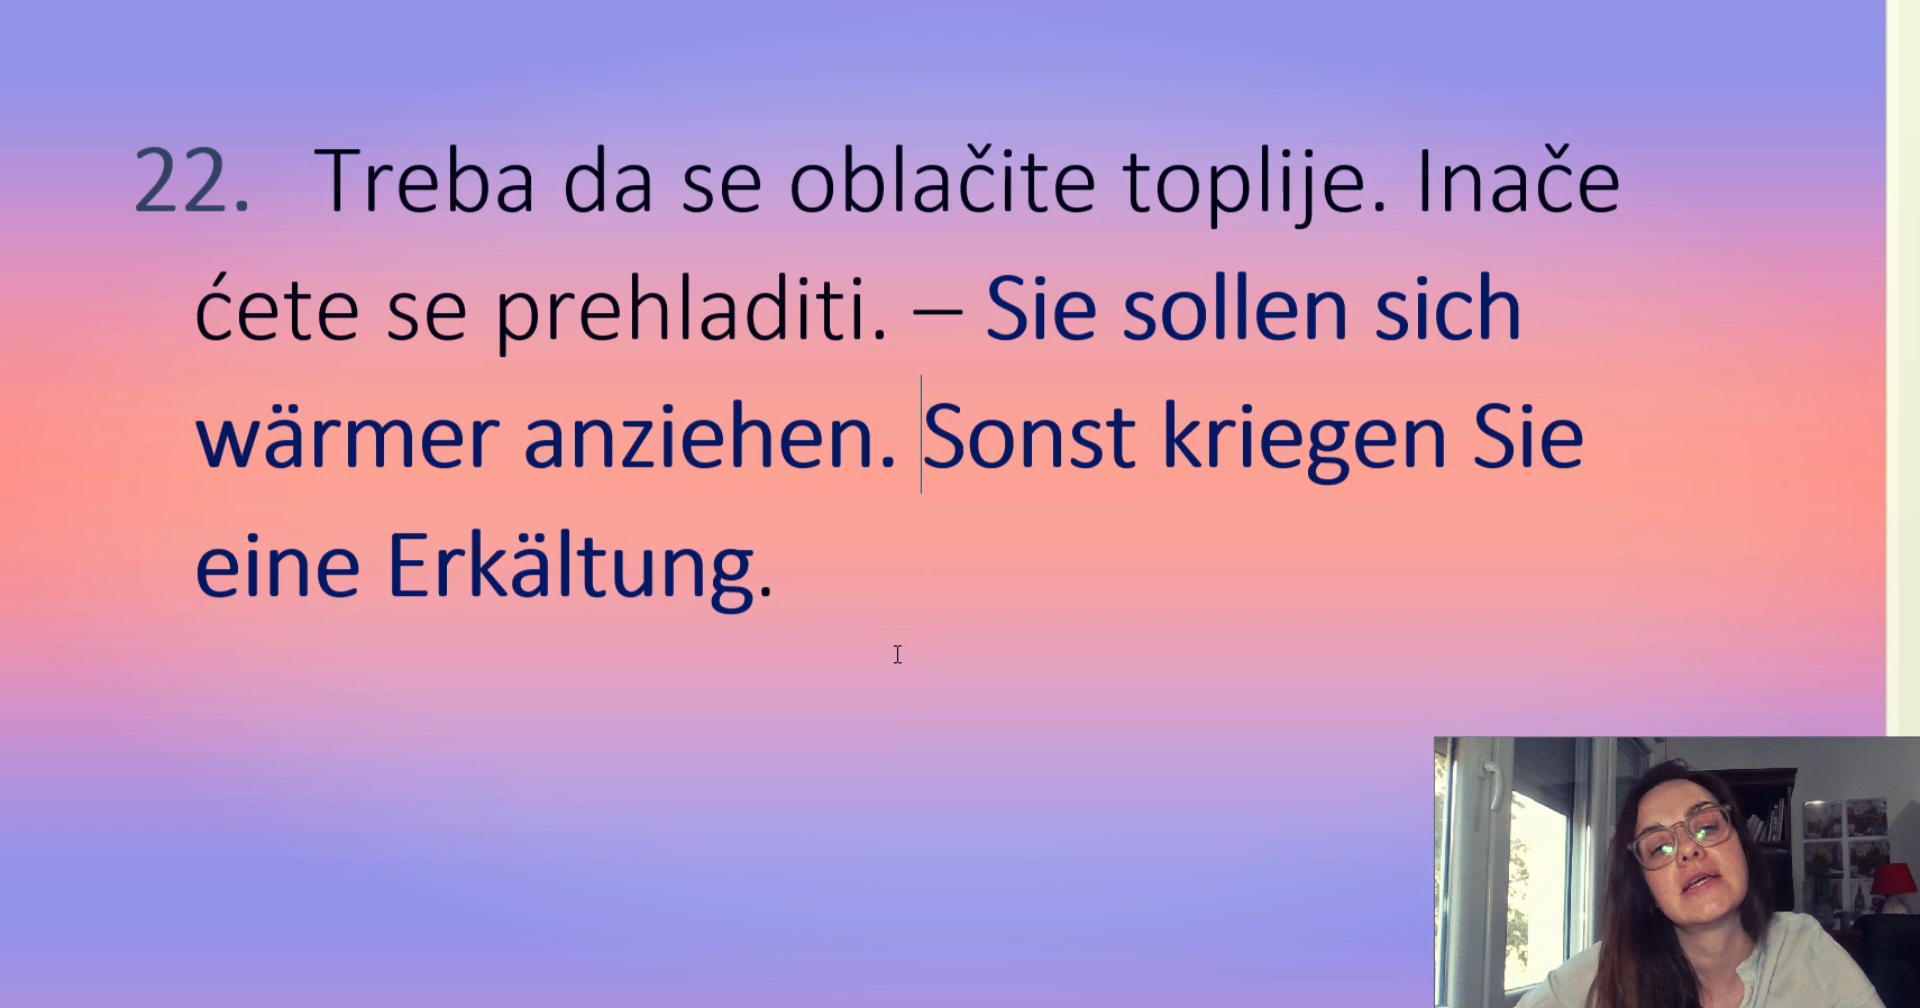 22. Treba da se oblačite toplije. Inače
ćete se prehladiti. – Sie sollen sich
wärmer anziehen. Sonst kriegen Sie
eine Erkältung.